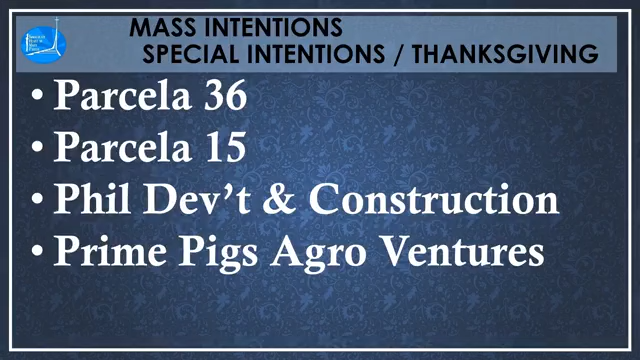 MASS INTENTIONS
SPECIAL INTENTIONS / THANKSGIVING
• Parcela 36
• Parcela 15
• Phil Dev't & Construction
• Prime Pigs Agro Ventures